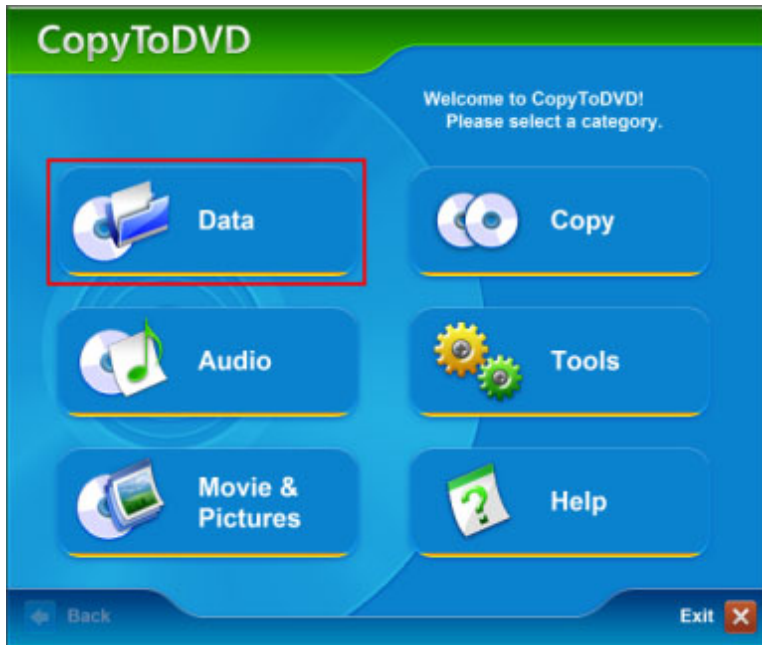 CopyToDVD
Welcome to CopyToDVD!
Please select a category.
Data
Copy
Audio
Tools
Movie &
Pictures
Help
Back
Exit